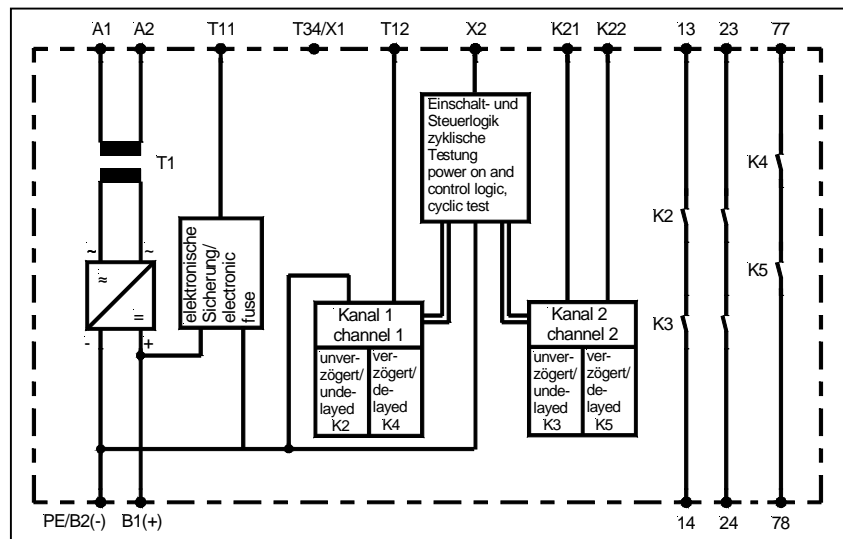 A1 A2 T11 T34/X1 T12 X2 K21 K22 13 23 77
Einschalt- und
Steuerlogik
zyklische
Testung
power on and
control logic,
cyclic test
T1
K4
K2
elektronische
Sicherung/
electronic
fuse
~ ~
≈
=
- +
K5
Kanal 1
channel 1
Kanal 2
channel 2
K3
unver-
zögert/
unde-
layed
K2
ver-
zögert/
de-
layed
K4
unver-
zögert/
unde-
layed
K3
ver-
zögert/
de-
layed
K5
PE/B2(-) B1(+) 14 24 78